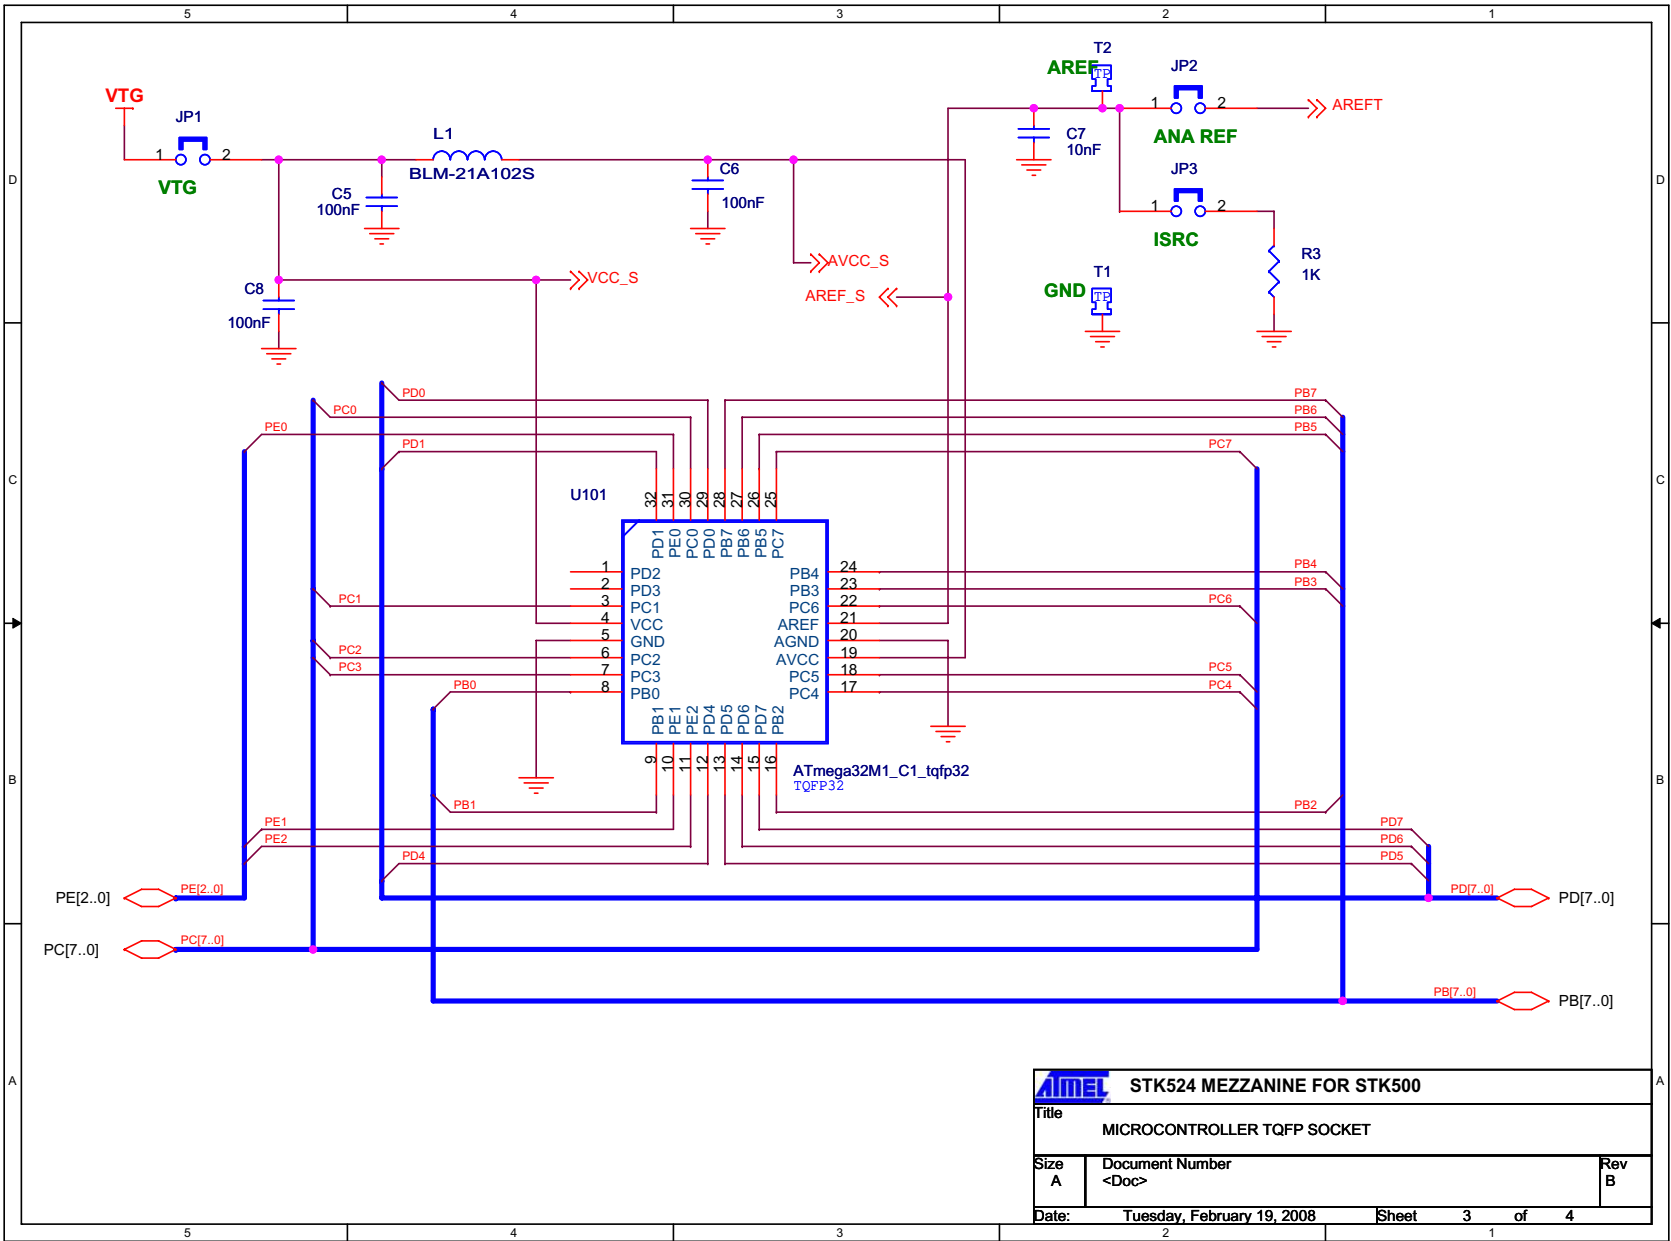 5 4 3 2 1
T2
AREF
TP
JP2
1 2
AREFT
ANA REF
C7
10nF
VTG
JP1
1 2
VTG
L1
BLM-21A102S
C5
100nF
C6
100nF
JP3
1 2
ISRC
D D
R3
1K
AVCC_S
VCC_S
AREF_S
T1
GND
TP
C8
100nF
PD0
PC0
PE0
PD1
PB7
PB6
PB5
PC7
C C
U101
32 31 30 29 28 27 26 25
PD1 PE0 PC0 PD0 PB7 PB6 PB5 PC7
1 PD2 PB4 24 PB4
2 PD3 PB3 23 PB3
PC1 3 PC1 PC6 22 PC6
4 VCC AREF 21
5 GND AGND 20
PC2 6 PC2 AVCC 19
PC3 7 PC3 PC5 18 PC5
PB0 8 PB0 PC4 17 PC4
PB1 PE1 PE2 PD4 PD5 PD6 PD7 PB2
9 10 11 12 13 14 15 16
ATmega32M1_C1_tqfp32
TQFP32
B B
PB1 PB2
PE1 PD7
PE2 PD6
PD4 PD5
PE[2..0] PE[2..0] PD[7..0] PD[7..0]
PC[7..0] PC[7..0]
PB[7..0] PB[7..0]
A A
ATMEL STK524 MEZZANINE FOR STK500
Title
MICROCONTROLLER TQFP SOCKET
Size Document Number Rev
A <Doc> B
Date: Tuesday, February 19, 2008 Sheet 3 of 4
5 4 3 2 1